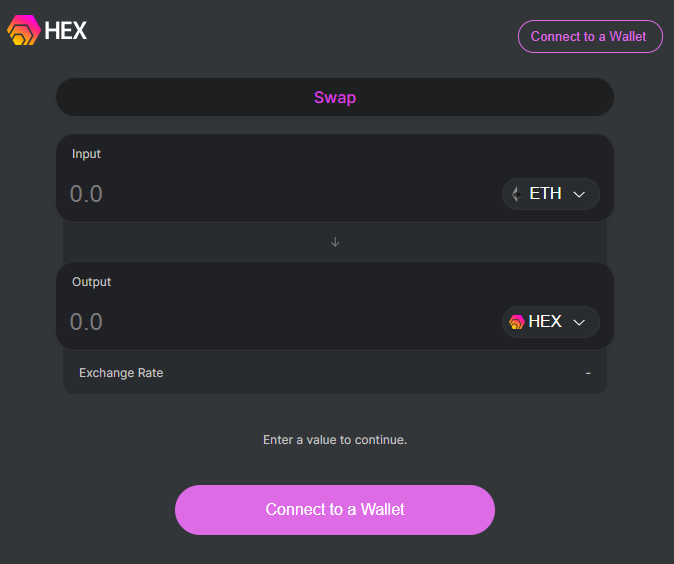 HEX
Connect to a Wallet
Swap
Input
0.0
ETH
Output
0.0
HEX
Exchange Rate
-
Enter a value to continue.
Connect to a Wallet